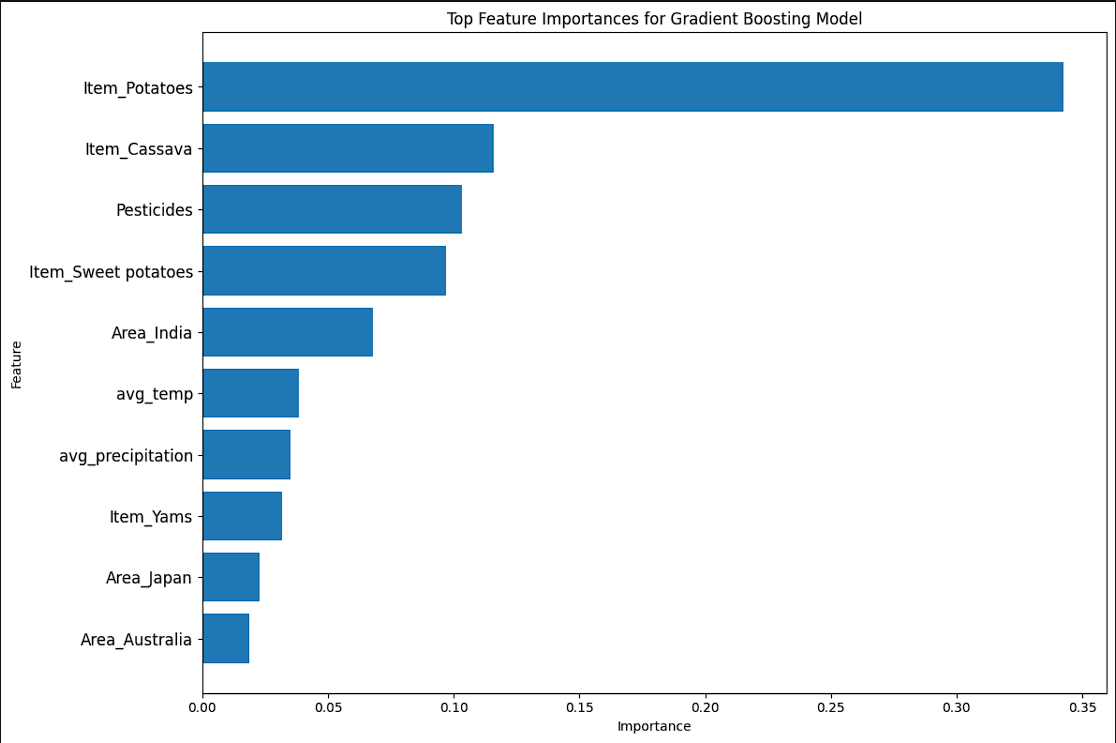 Top Feature Importances for Gradient Boosting Model
Item_Potatoes
Item_Cassava
Pesticides
Item_Sweet potatoes
Area_India
avg_temp
avg_precipitation
Item_Yams
Area_Japan
Area_Australia
Feature
0.00 0.05 0.10 0.15 0.20 0.25 0.30 0.35
Importance